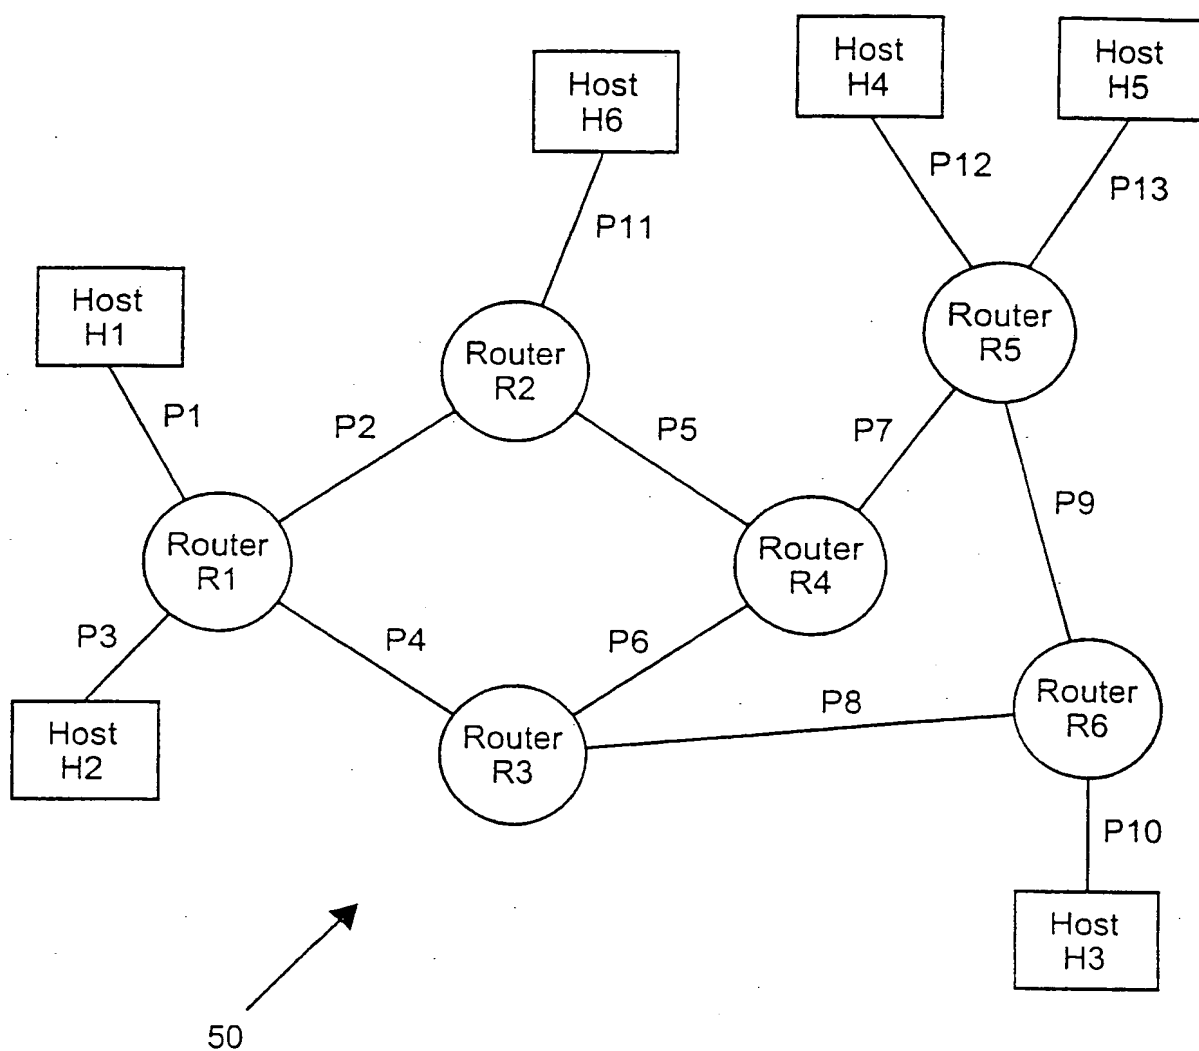 Host
H4
Host
H5
Host
H6
P12
P13
P11
Host
H1
Router
R5
Router
R2
P1
P2
P5
P7
P9
Router
R1
Router
R4
P3
P4
P6
P8
Router
R6
Host
H2
Router
R3
P10
Host
H3
50